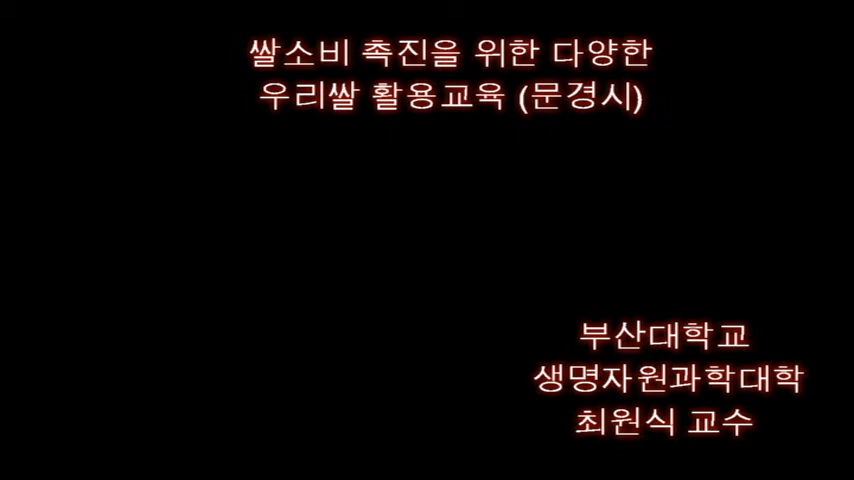 쌀소비 촉진을 위한 다양한
우리쌀 활용교육 (문경시)
부산대학교
생명자원과학대학
최원식 교수